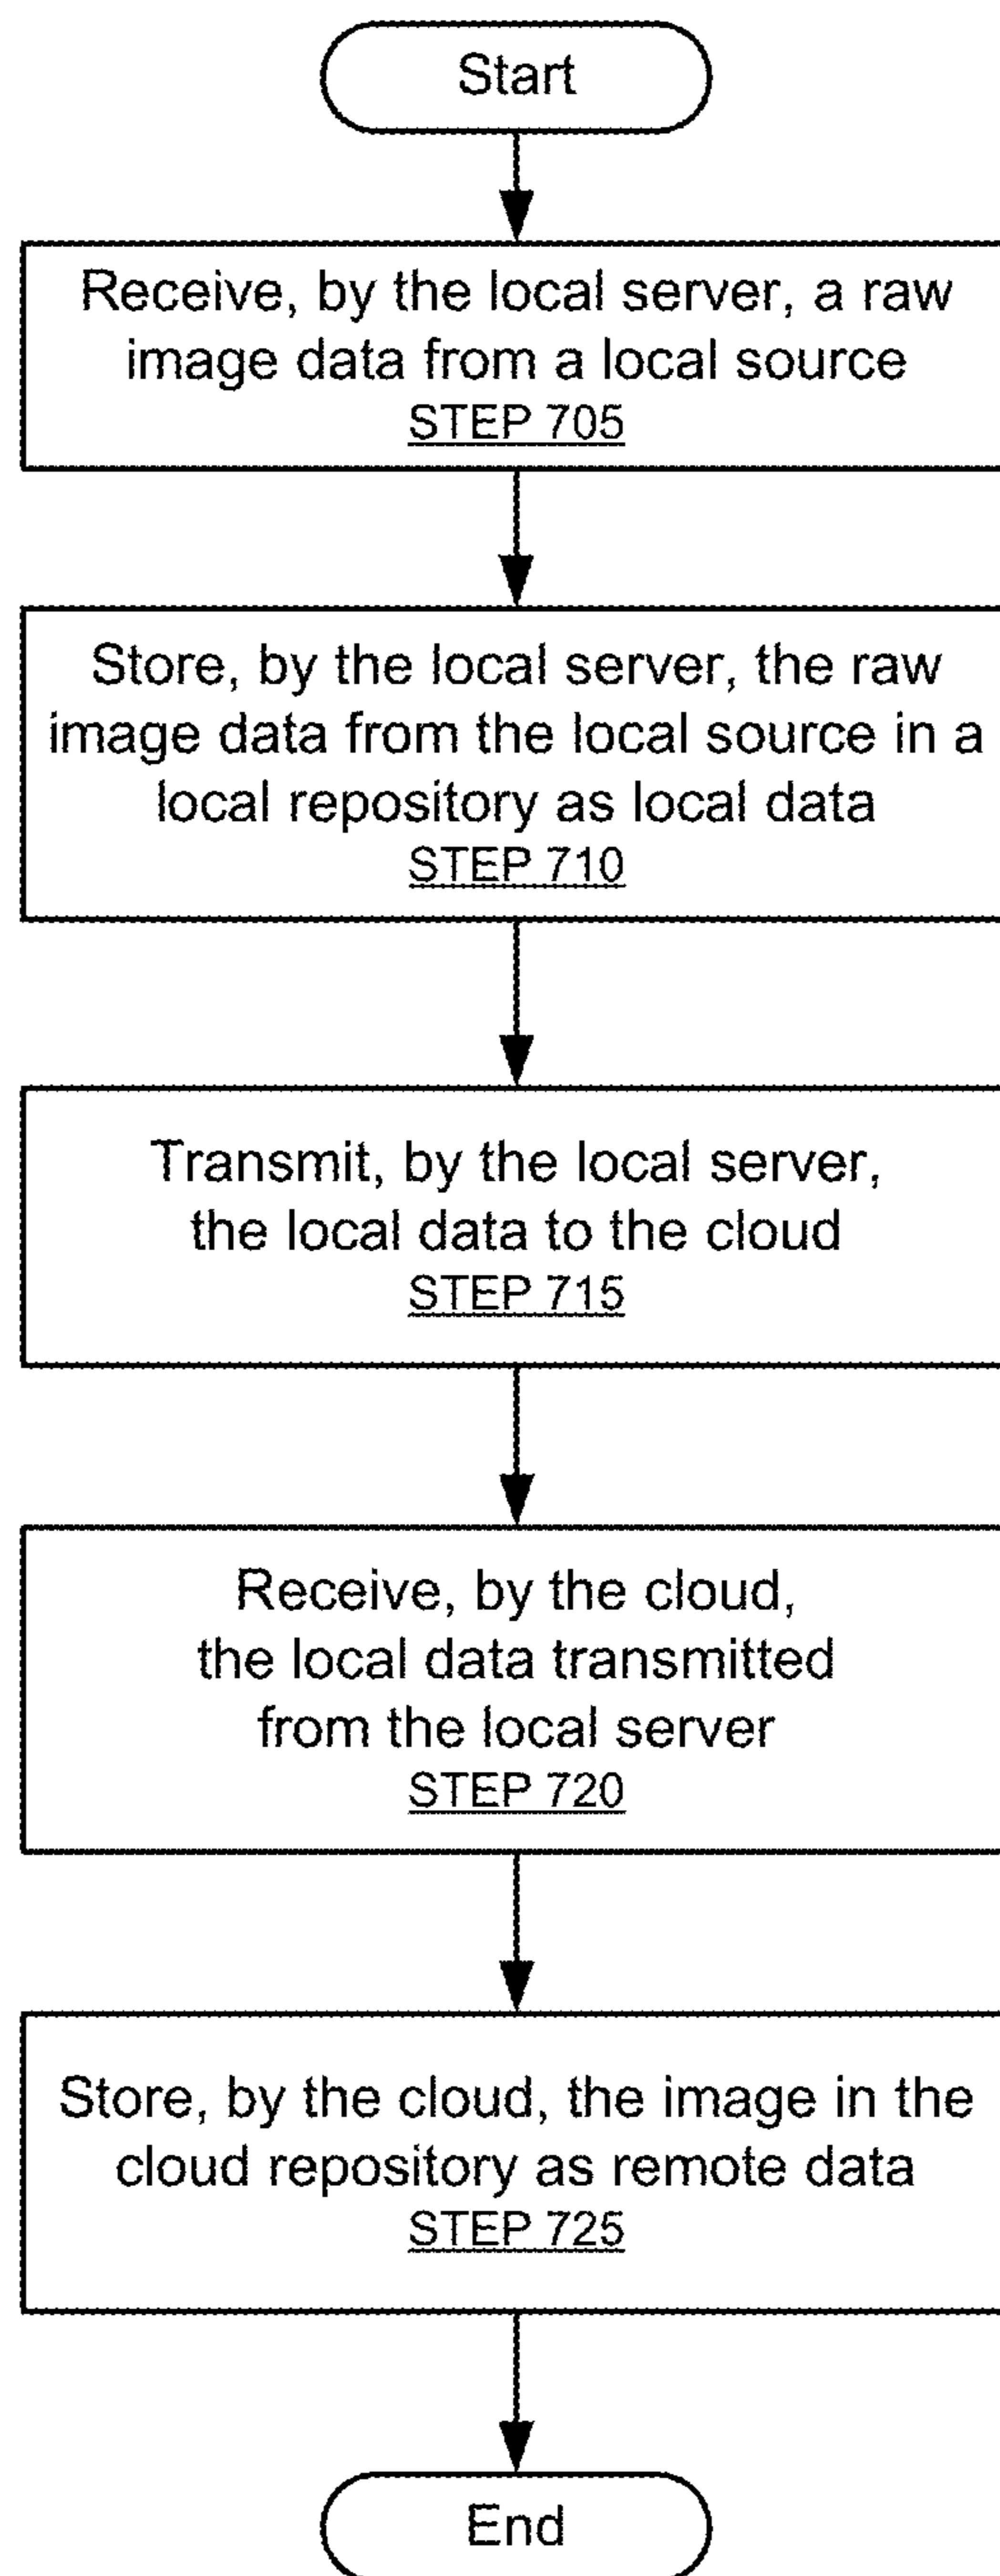 Start
Receive, by the local server, a raw
image data from a local source
STEP 705
Store, by the local server, the raw
image data from the local source in a
local repository as local data
STEP 710
Transmit, by the local server,
the local data to the cloud
STEP 715
Receive, by the cloud,
the local data transmitted
from the local server
STEP 720
Store, by the cloud, the image in the
cloud repository as remote data
STEP 725
End